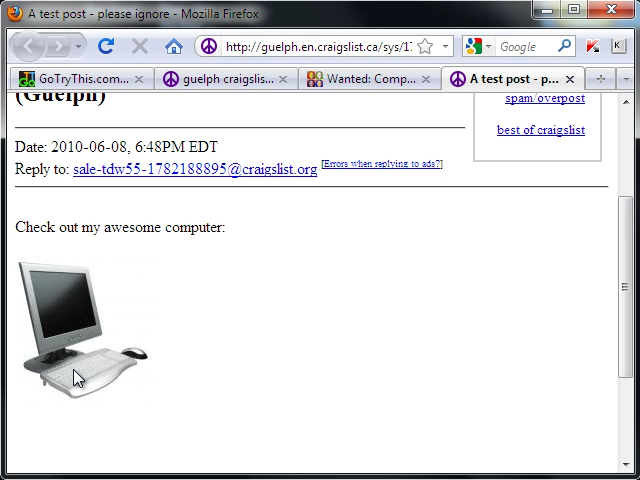 A test post - please ignore - Mozilla Firefox
http://guelph.en.craigslist.ca/sys/17
Google
GoTryThis.com...
guelph craigslis...
Wanted: Comp...
A test post - p...
(Guelph)
spam/overpost
best of craigslist
Date: 2010-06-08, 6:48PM EDT
Reply to: sale-tdw55-1782188895@craigslist.org [Errors when replying to ads?]
Check out my awesome computer: